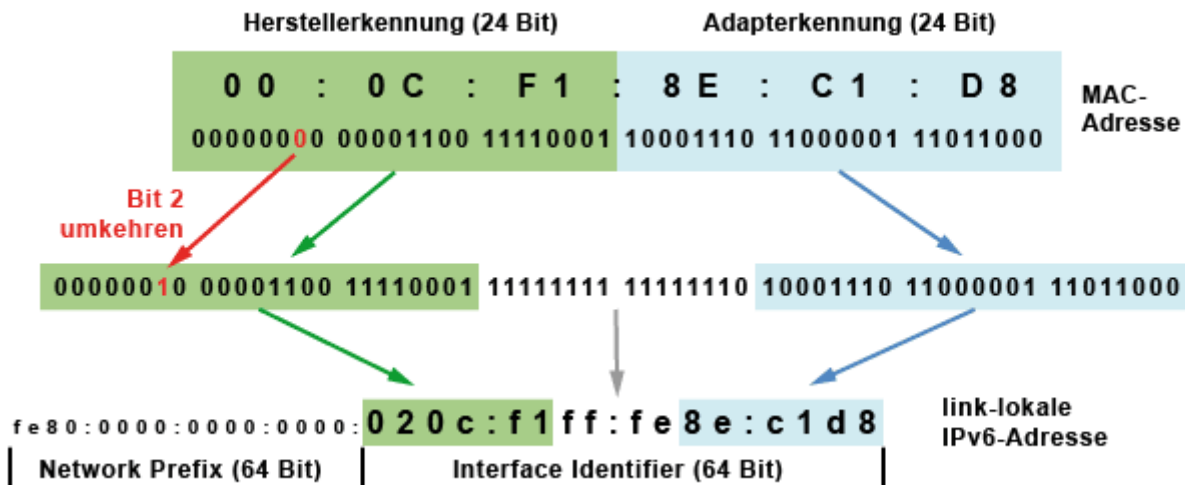 Herstellerkennung (24 Bit) Adapterkennung (24 Bit)
00 : 0C : F1 : 8E : C1 : D8
MAC-
Adresse
00000000 00001100 11110001 10001110 11000001 11011000
Bit 2
umkehren
00000010 00001100 11110001 11111111 11111110 10001110 11000001 11011000
fe80:0000:0000:0000:020c:f1ff:fe8e:c1d8
link-lokale
IPv6-Adresse
Network Prefix (64 Bit) Interface Identifier (64 Bit)